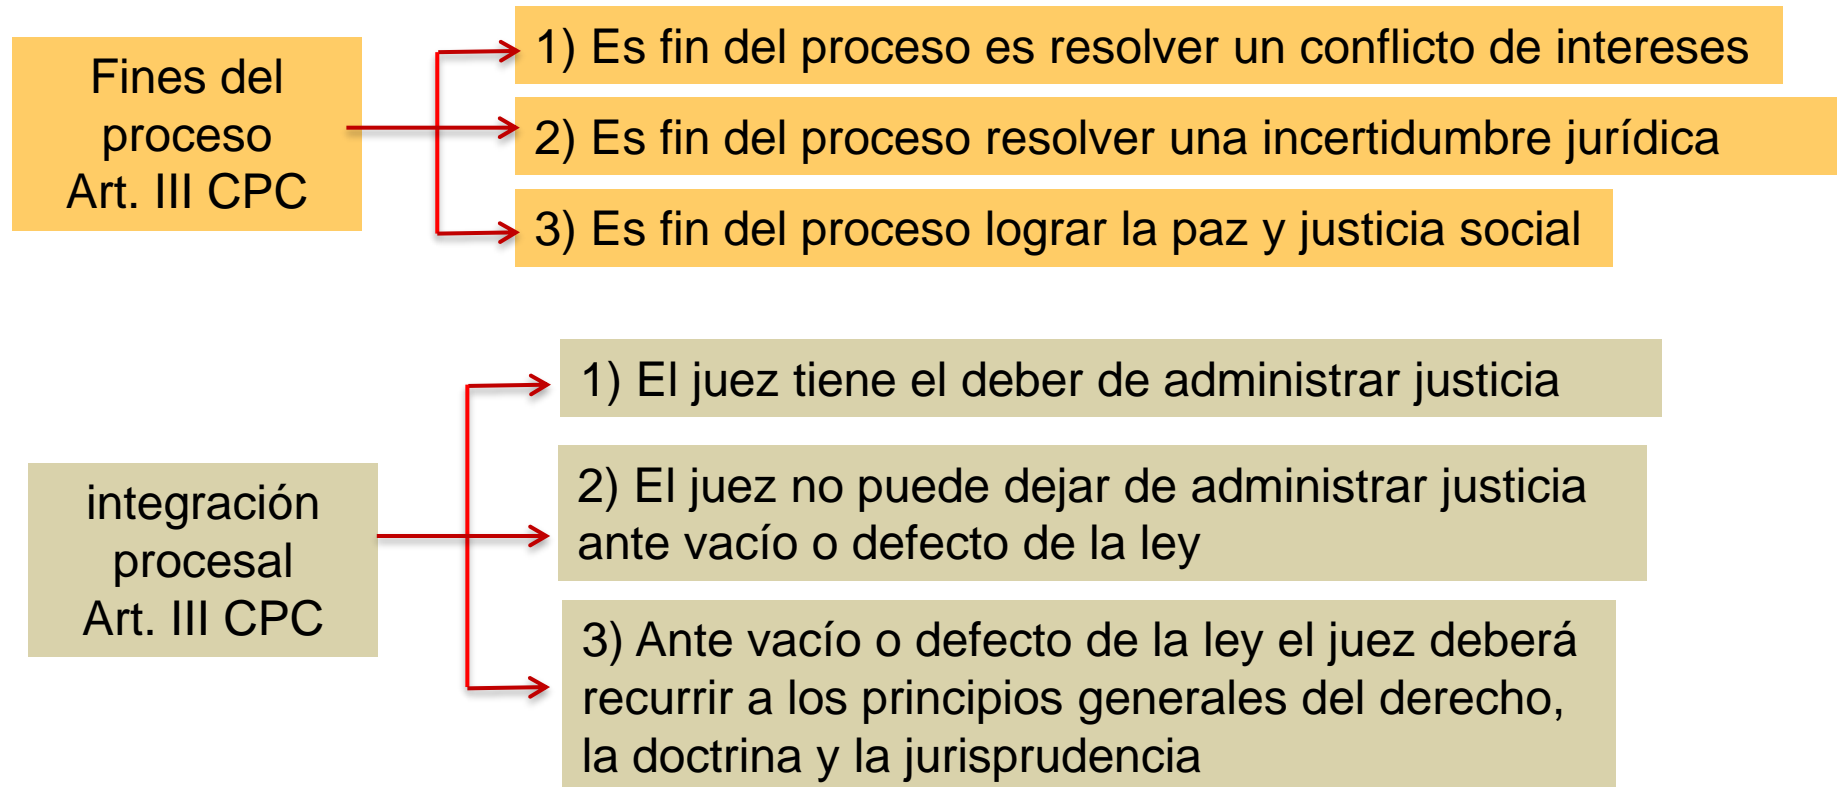 Fines del
proceso
Art. III CPC
1) Es fin del proceso es resolver un conflicto de intereses
2) Es fin del proceso resolver una incertidumbre jurídica
3) Es fin del proceso lograr la paz y justicia social
integración
procesal
Art. III CPC
1) El juez tiene el deber de administrar justicia
2) El juez no puede dejar de administrar justicia
ante vacío o defecto de la ley
3) Ante vacío o defecto de la ley el juez deberá
recurrir a los principios generales del derecho,
la doctrina y la jurisprudencia